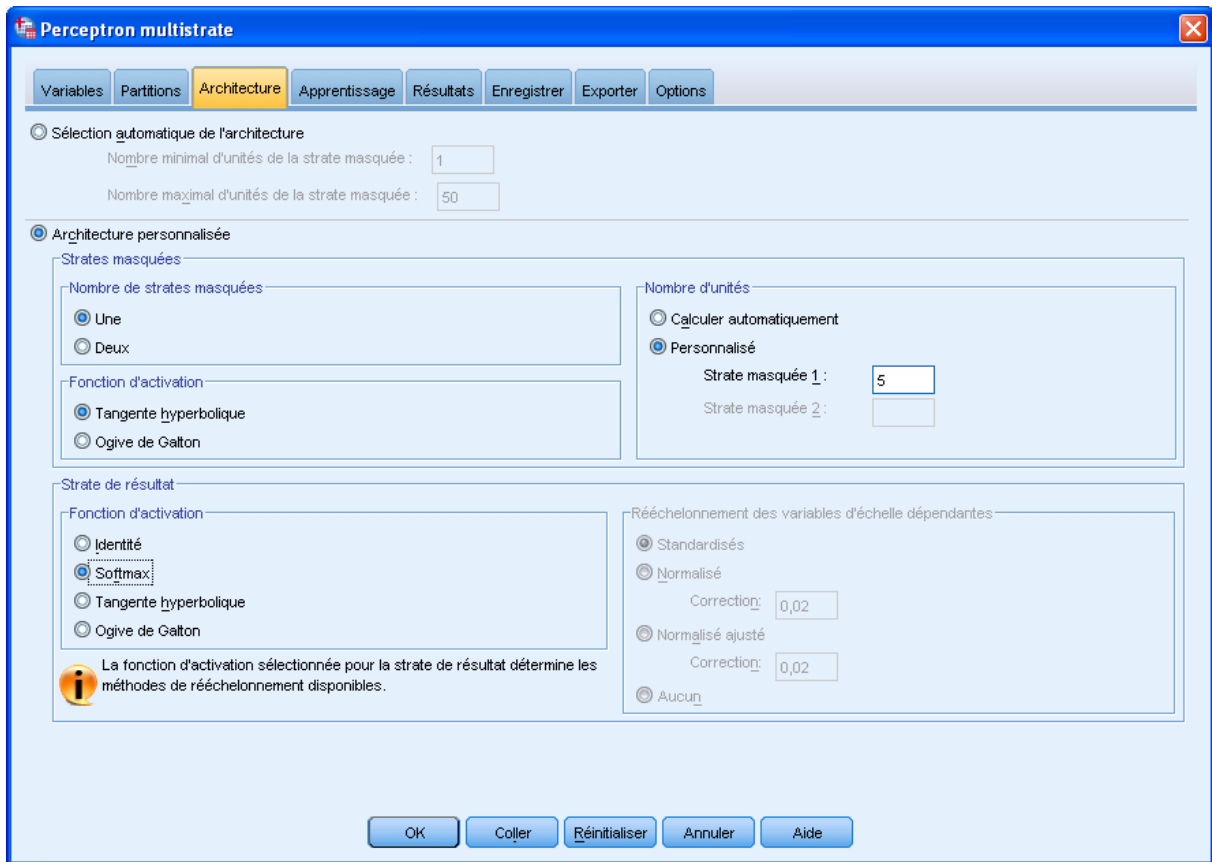 Perceptron multistrate
Variables Partitions Architecture Apprentissage Résultats Enregistrer Exporter Options
Sélection automatique de l'architecture
Nombre minimal d'unités de la strate masquée : 1
Nombre maximal d'unités de la strate masquée : 50
Architecture personnalisée
Strates masquées
Nombre de strates masquées
Une
Deux
Fonction d'activation
Tangente hyperbolique
Ogive de Galton
Nombre d'unités
Calculer automatiquement
Personnalisé
Strate masquée 1 : 5
Strate masquée 2 :
Strate de résultat
Fonction d'activation
Identité
Softmax
Tangente hyperbolique
Ogive de Galton
i La fonction d'activation sélectionnée pour la strate de résultat détermine les
méthodes de rééchelonnement disponibles.
Rééchelonnement des variables d'échelle dépendantes
Standardisés
Normalisé
Correction: 0,02
Normalisé ajusté
Correction: 0,02
Aucun
OK Coller Réinitialiser Annuler Aide